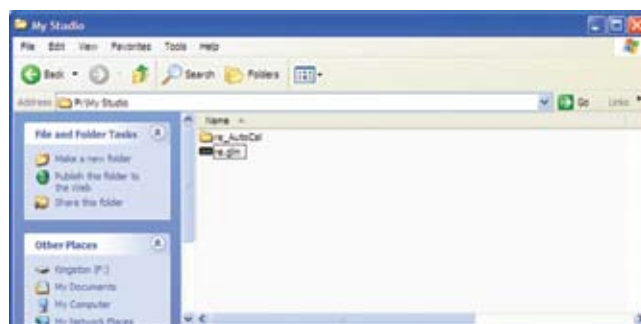 My Studio
File Edit View Favorites Tools Help
Back Search Folders
Address P:\My Studio Go Links
Name
File and Folder Tasks
re_AutoCal
re.glm
Make a new folder
Publish this folder to
the Web
Share this folder
Other Places
Kingston (P:)
My Documents
My Computer
My Network Places